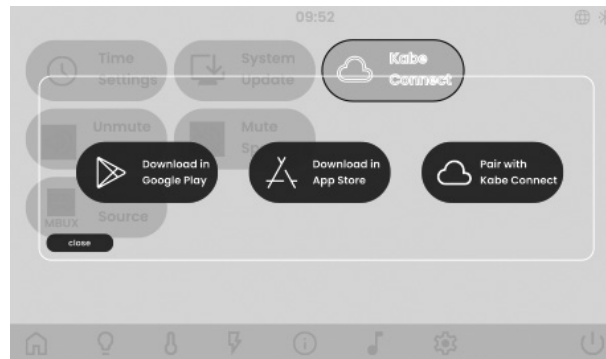 09:52
Time
Settings
System
Update
Kabe
Connect
Unmute
Mute
Download in
Google Play
Download in
App Store
Pair with
Kabe Connect
MBUX
Source
close